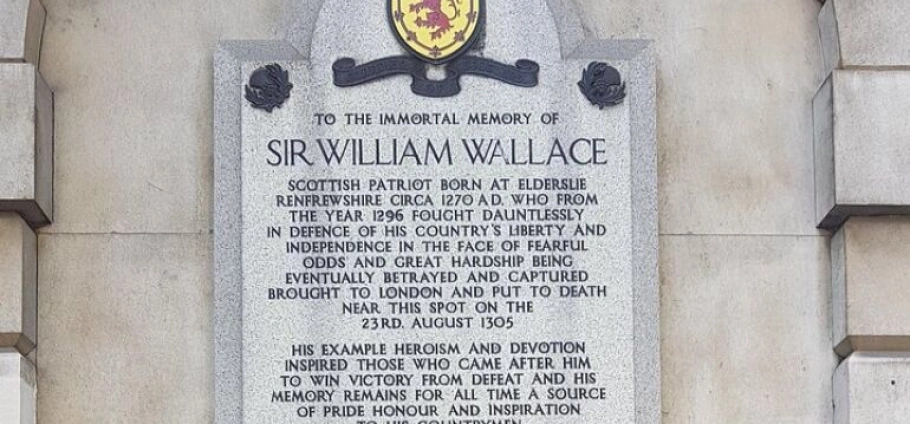 TO THE IMMORTAL MEMORY OF
SIR WILLIAM WALLACE
SCOTTISH PATRIOT BORN AT ELDERSLIE
RENFREWSHIRE CIRCA 1270 A.D. WHO FROM
THE YEAR 1296 FOUGHT DAUNTLESSLY
IN DEFENCE OF HIS COUNTRY'S LIBERTY AND
INDEPENDENCE IN THE FACE OF FEARFUL
ODDS AND GREAT HARDSHIP BEING
EVENTUALLY BETRAYED AND CAPTURED
BROUGHT TO LONDON AND PUT TO DEATH
NEAR THIS SPOT ON THE
23RD. AUGUST 1305
HIS EXAMPLE HEROISM AND DEVOTION
INSPIRED THOSE WHO CAME AFTER HIM
TO WIN VICTORY FROM DEFEAT AND HIS
MEMORY REMAINS FOR ALL TIME A SOURCE
OF PRIDE HONOUR AND INSPIRATION
TO HIS COUNTRYMEN